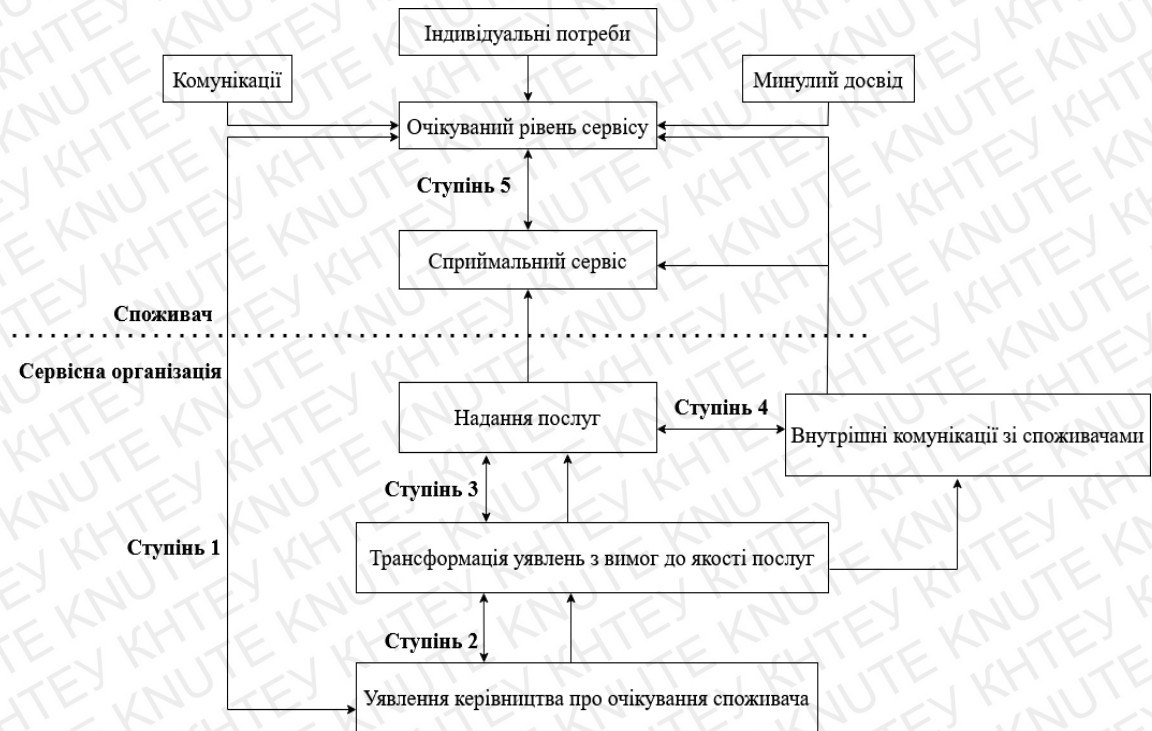 Індивідуальні потреби
Комунікації
Минулий досвід
Очікуваний рівень сервісу
Ступінь 5
Сприймальний сервіс
Споживач
Сервісна організація
Надання послуг
Ступінь 4
Внутрішні комунікації зі споживачами
Ступінь 3
Ступінь 1
Трансформація уявлень з вимог до якості послуг
Ступінь 2
Уявлення керівництва про очікування споживача
КНТЕУ KNUTE